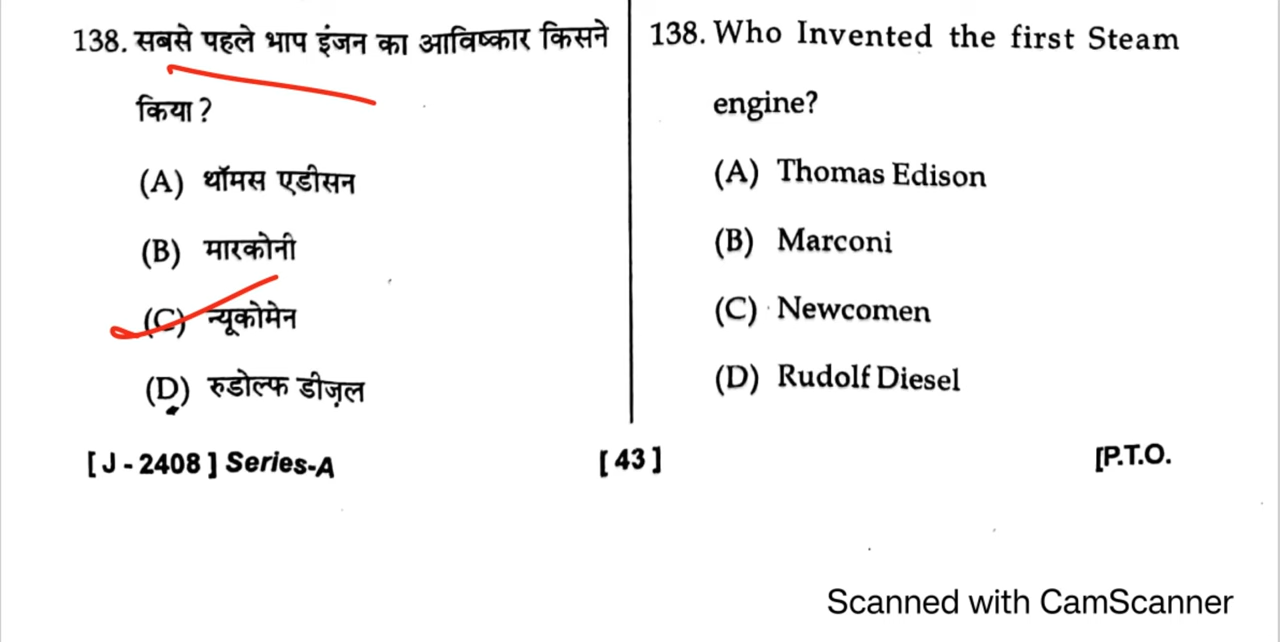 138. सबसे पहले भाप इंजन का आविष्कार किसने
किया ?
(A) थॉमस एडीसन
(B) मारकोनी
(C) न्यूकोमेन
(D) रुडोल्फ डीज़ल
138. Who Invented the first Steam
engine?
(A) Thomas Edison
(B) Marconi
(C) Newcomen
(D) Rudolf Diesel
[ J - 2408 ] Series-A
[ 43 ]
[P.T.O.
Scanned with CamScanner